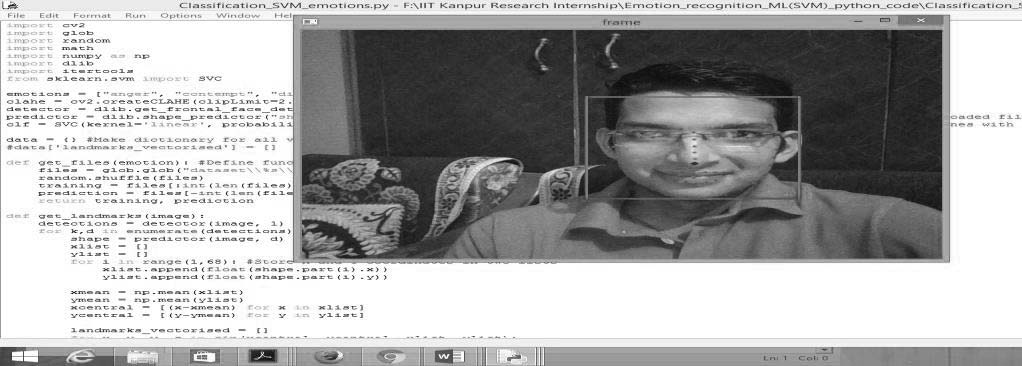 Classification_SVM_emotions.py - F:\IIT Kanpur Research Internship\Emotion_recognition_ML(SVM)_python_code\Classification_S
File Edit Format Run Options Window Hel
frame
import cv2
import glob
import random
import math
import numpy as np
import dlib
import itertools
from sklearn.svm import SVC
emotions = ["anger", "contempt", "di
clahe = cv2.createCLAHE(clipLimit=2.
detector = dlib.get_frontal_face_det
predictor = dlib.shape_predictor("sh oaded fil
clf = SVC(kernel='linear', probabili nes with
data = {} #Make dictionary for all v
#data['landmarks_vectorised'] = []
def get_files(emotion): #Define func
files = glob.glob("dataset\\%s\\
random.shuffle(files)
training = files[:int(len(files)
prediction = files[-int(len(file
return training, prediction
def get_landmarks(image):
detections = detector(image, 1)
for k,d in enumerate(detections)
shape = predictor(image, d)
xlist = []
ylist = []
for i in range(1,68): #Store
xlist.append(float(shape.part(i).x))
ylist.append(float(shape.part(i).y))
xmean = np.mean(xlist)
ymean = np.mean(ylist)
xcentral = [(x-xmean) for x in xlist]
ycentral = [(y-ymean) for y in ylist]
landmarks_vectorised = []
Ln: 1 Col: 0